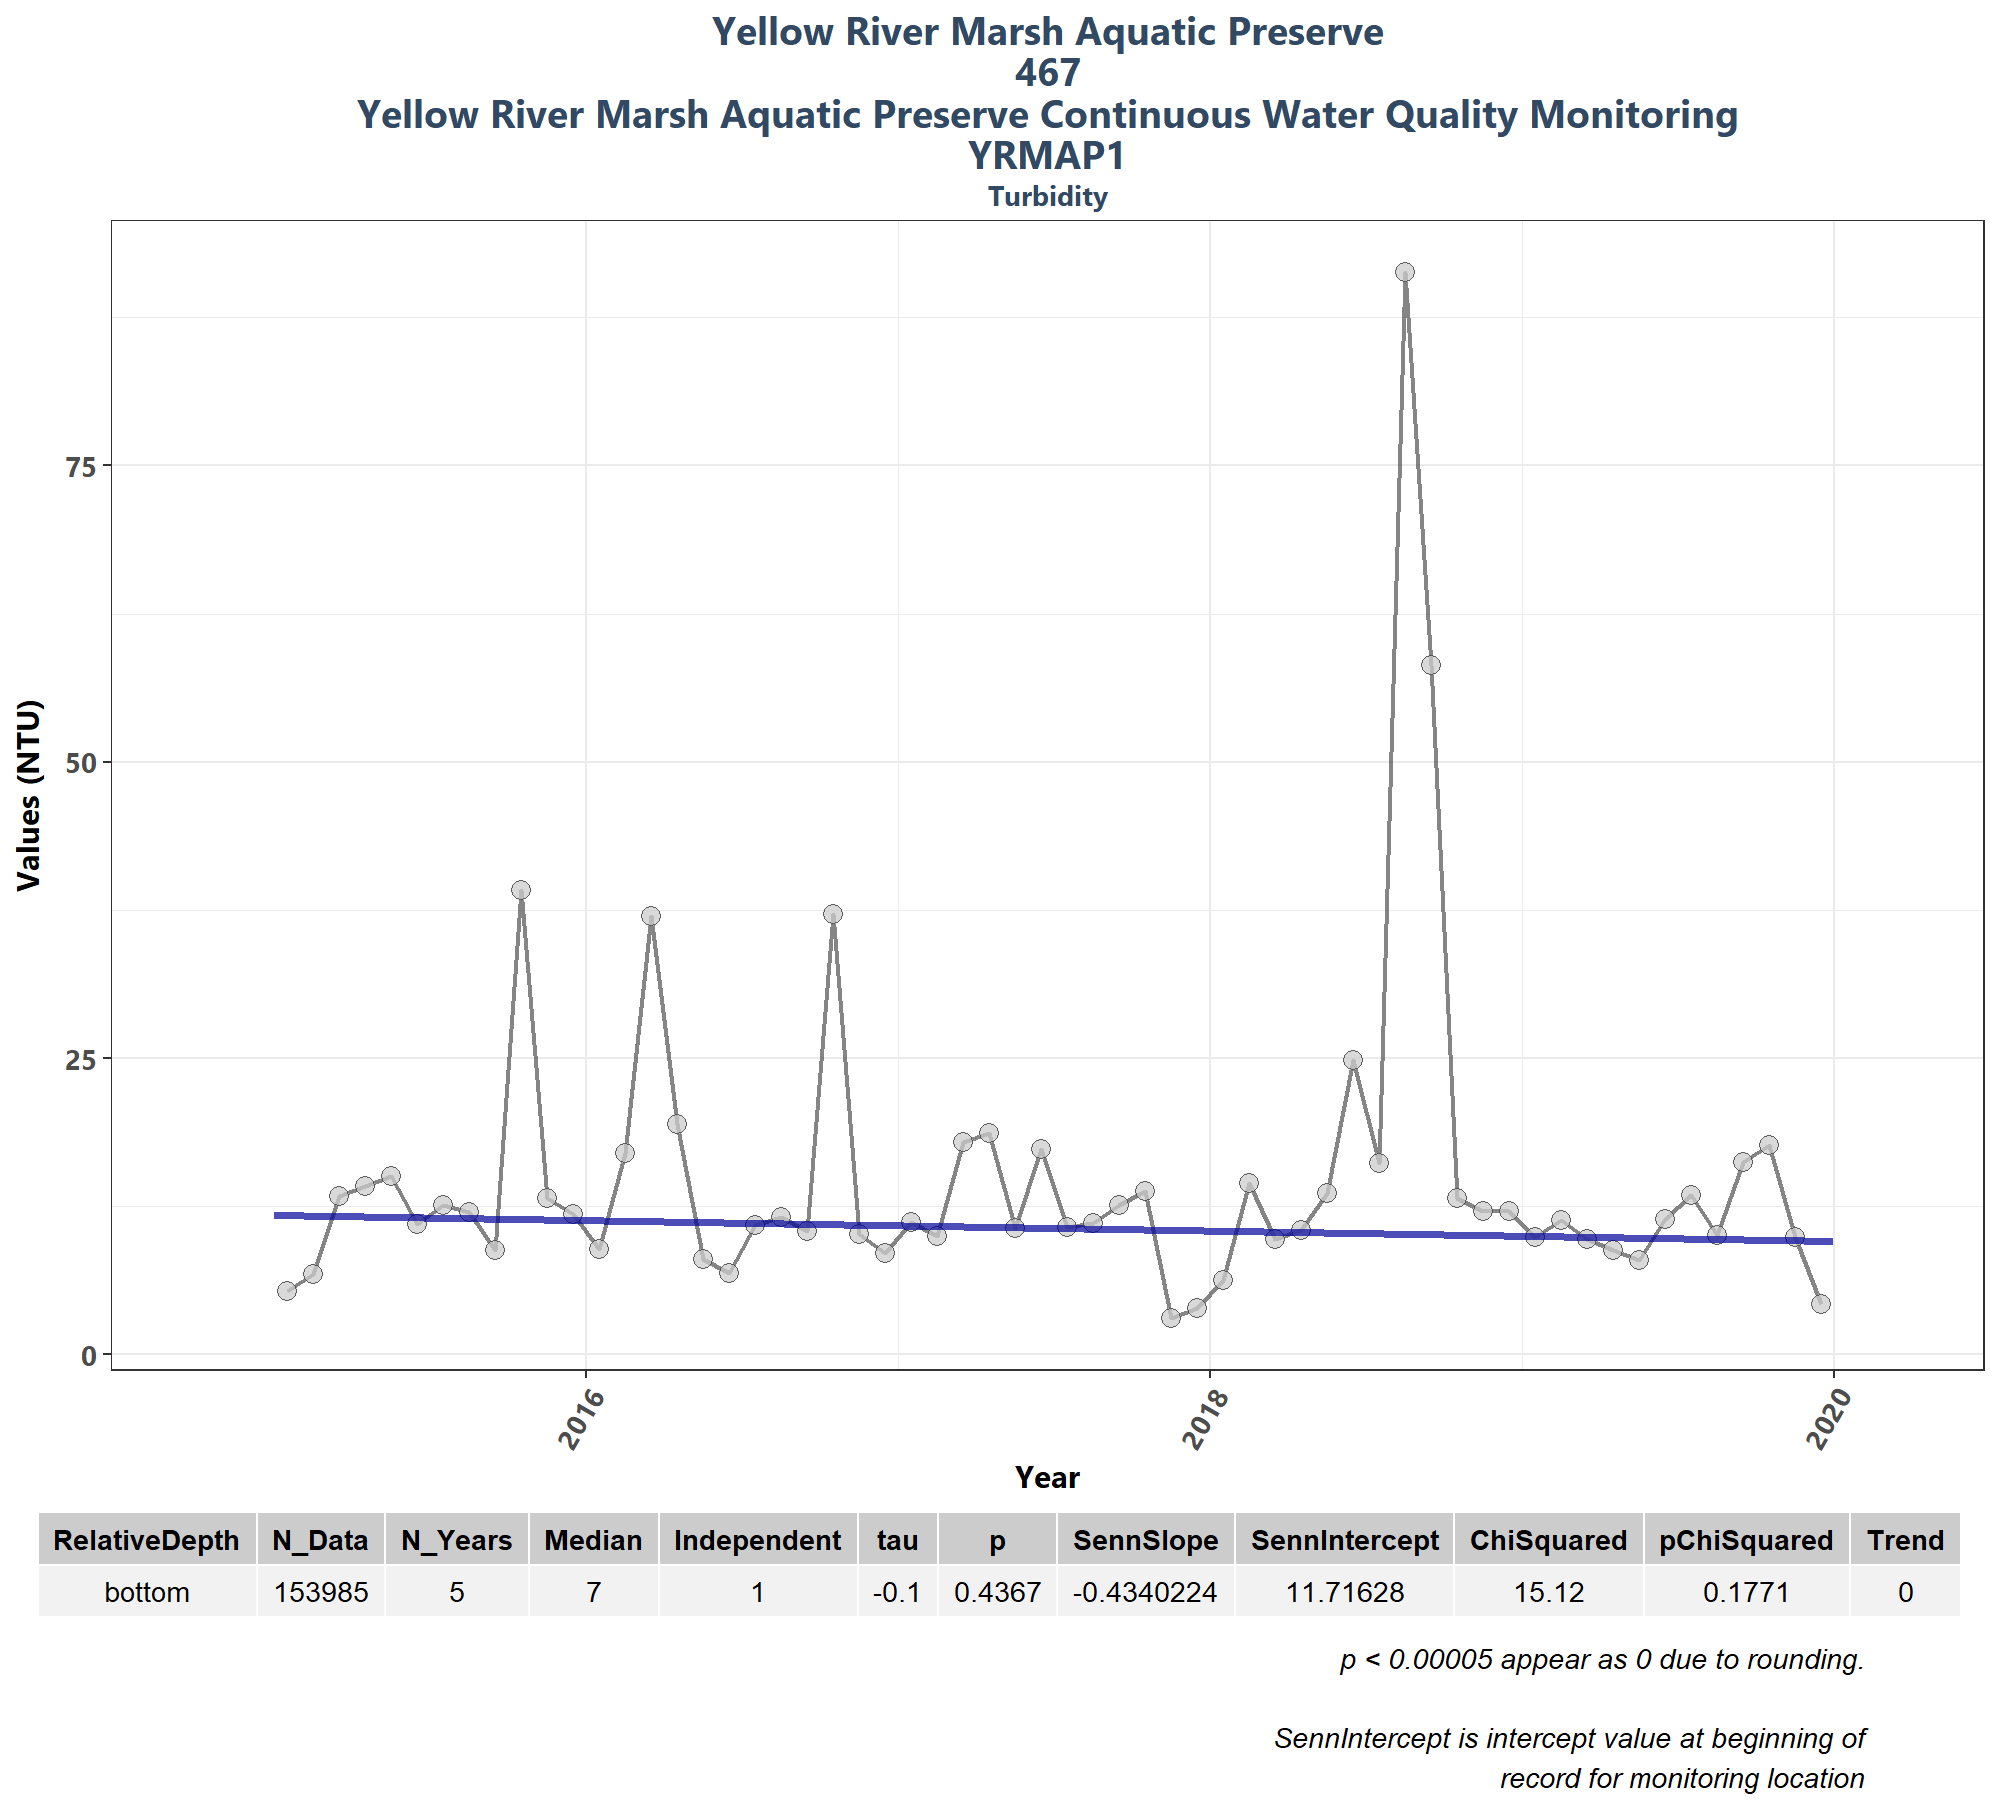 Yellow River Marsh Aquatic Preserve
467
Yellow River Marsh Aquatic Preserve Continuous Water Quality Monitoring
YRMAP1
Turbidity
Values (NTU)
75
50
25
0
2016 2018 2020
Year
RelativeDepth N_Data N_Years Median Independent tau p SennSlope SennIntercept ChiSquared pChiSquared Trend
bottom 153985 5 7 1 -0.1 0.4367 -0.4340224 11.71628 15.12 0.1771 0
p < 0.00005 appear as 0 due to rounding.
SennIntercept is intercept value at beginning of
record for monitoring location